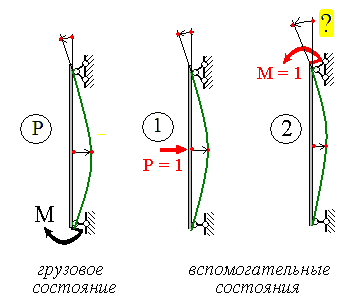 ?
M = 1
P
1
2
P = 1
M
грузовое
состояние
вспомогательные
состояния